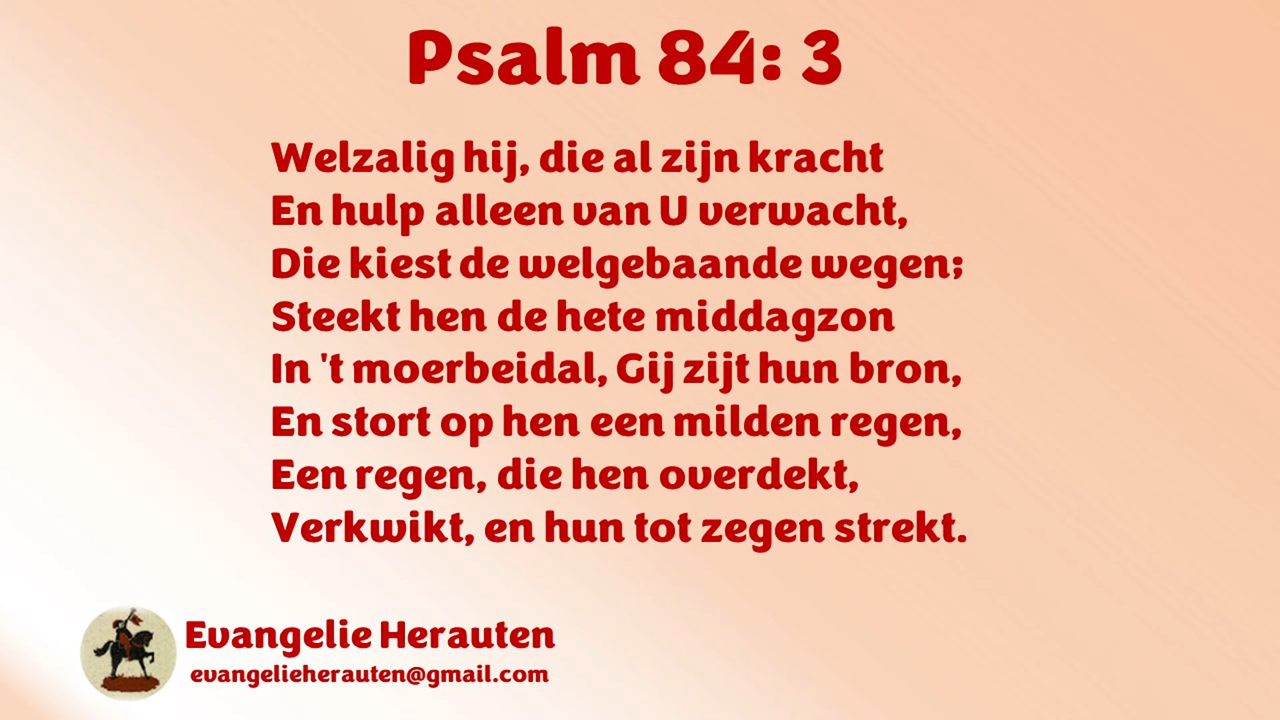 Psalm 84: 3
Welzalig hij, die al zijn kracht
En hulp alleen van U verwacht,
Die kiest de welgebaande wegen;
Steekt hen de hete middagzon
In 't moerbeidal, Gij zijt hun bron,
En stort op hen een milden regen,
Een regen, die hen overdekt,
Verkwikt, en hun tot zegen strekt.
Evangelie Herauten
evangelieherauten@gmail.com